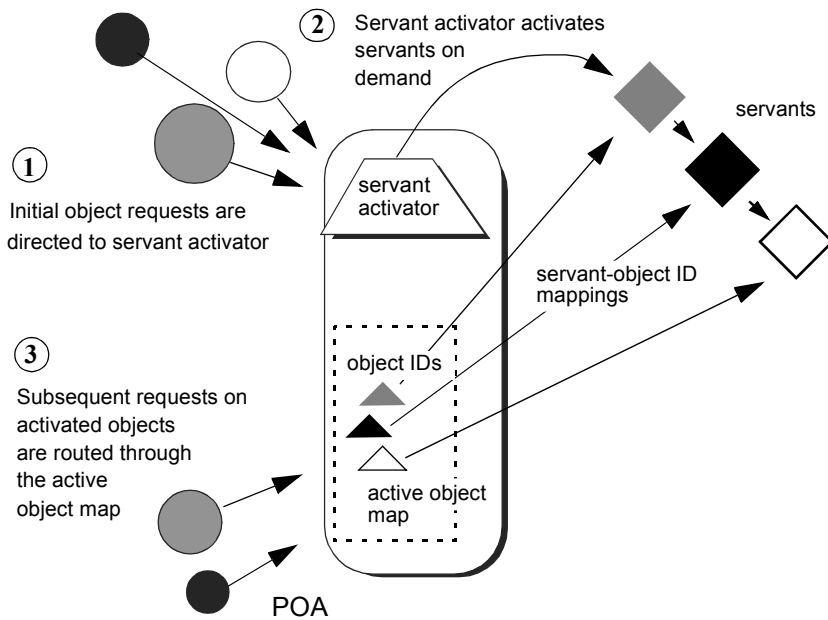 2
Servant activator activates
servants on
demand
servants
servant
activator
1
Initial object requests are
directed to servant activator
servant-object ID
mappings
3
Subsequent requests on
activated objects
are routed through
the active
object map
object IDs
active object
map
POA